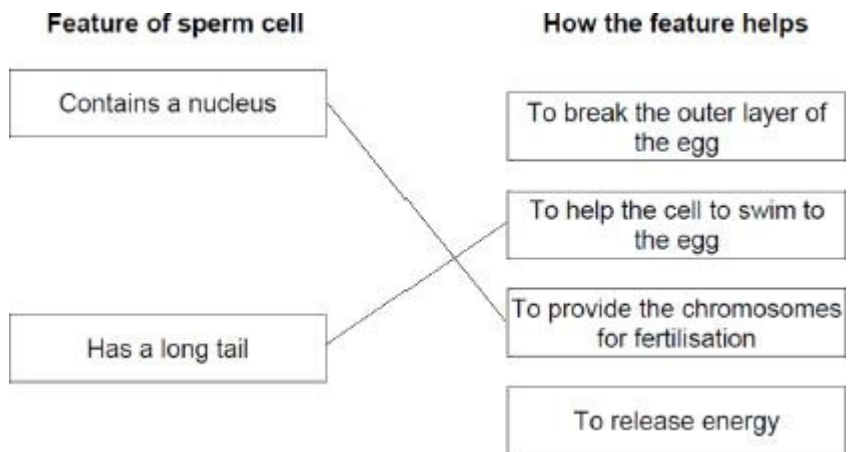 Feature of sperm cell
How the feature helps
Contains a nucleus
Has a long tail
To break the outer layer of
the egg
To help the cell to swim to
the egg
To provide the chromosomes
for fertilisation
To release energy